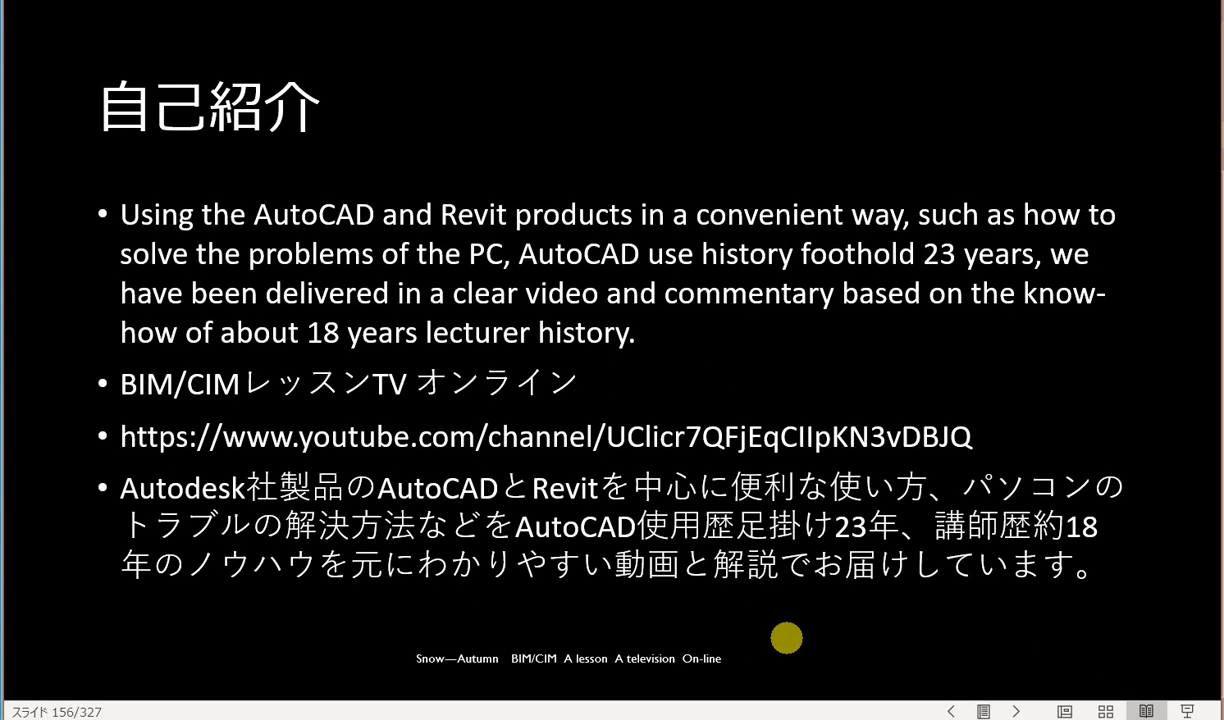 自己紹介
• Using the AutoCAD and Revit products in a convenient way, such as how to
solve the problems of the PC, AutoCAD use history foothold 23 years, we
have been delivered in a clear video and commentary based on the know-
how of about 18 years lecturer history.
• BIM/CIMレッスンTV オンライン
• https://www.youtube.com/channel/UClicr7QFjEqCIIpKN3vDBJQ
• Autodesk社製品のAutoCADとRevitを中心に便利な使い方、パソコンの
トラブルの解決方法などをAutoCAD使用歴足掛け23年、講師歴約18
年のノウハウを元にわかりやすい動画と解説でお届けしています。
Snow—Autumn BIM/CIM A lesson A television On-line
スライド 156/327